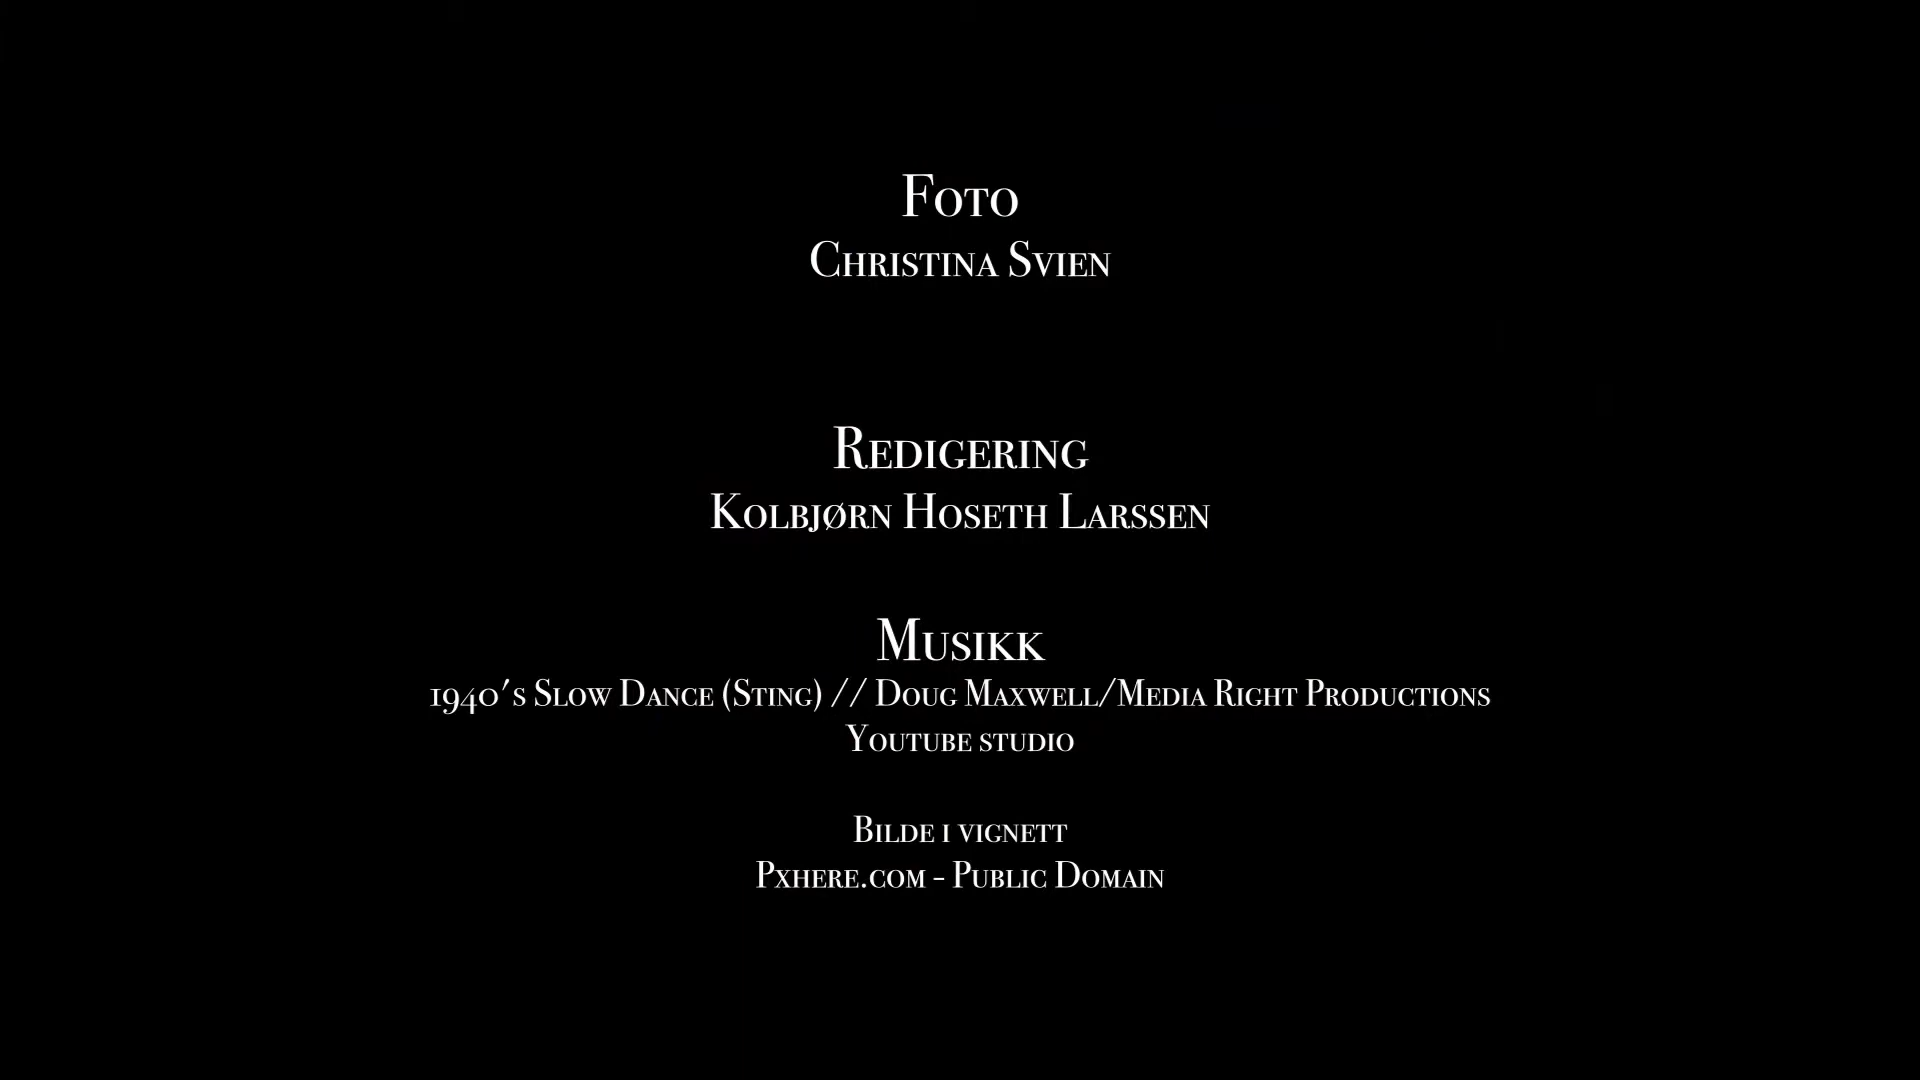 Foto
Christina Svien
Redigering
Kolbjørn Hoseth Larssen
Musikk
1940's Slow Dance (Sting) // Doug Maxwell/Media Right Productions
Youtube studio
Bilde i vignett
Pxhere.com - Public Domain